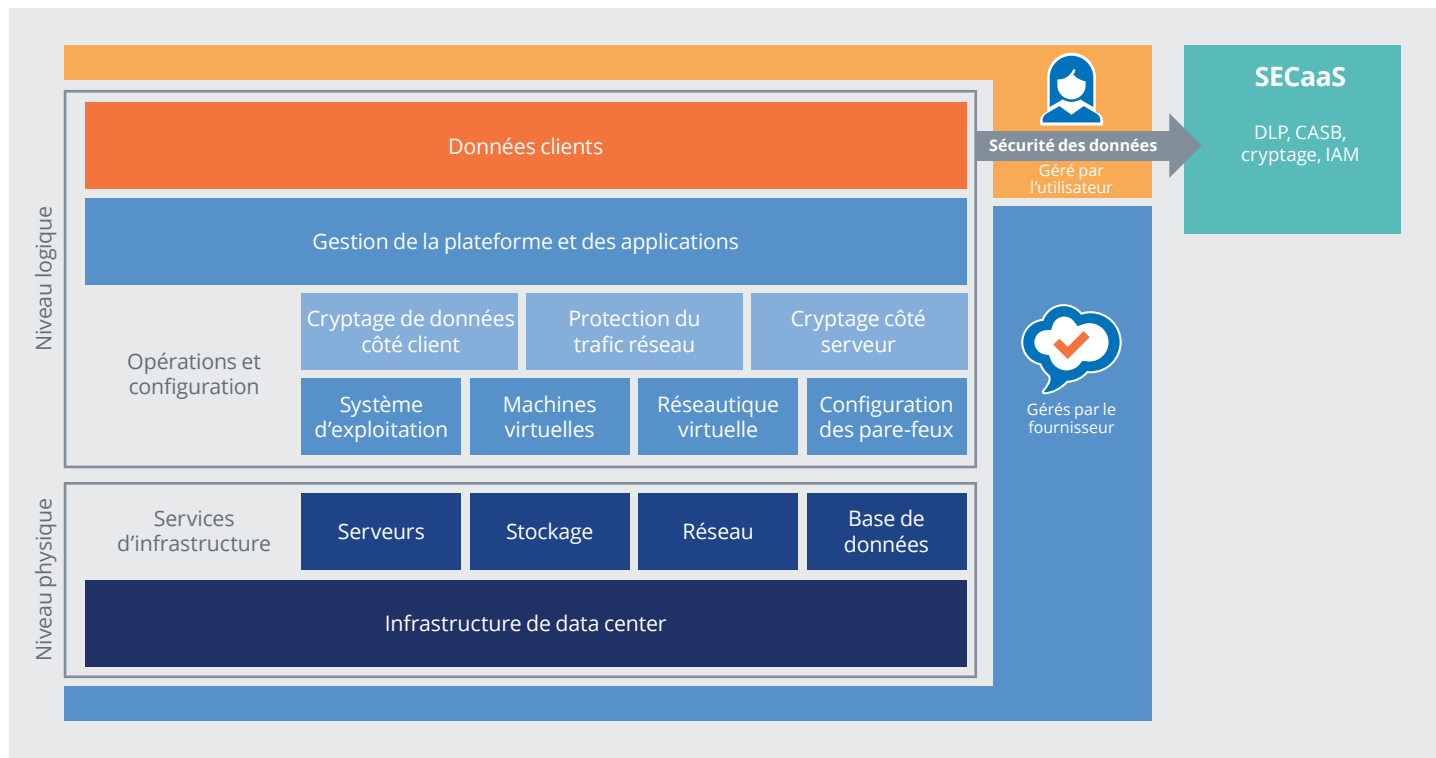 Niveau logique
Données clients
Gestion de la plateforme et des applications
Opérations et
configuration
Cryptage de données
côté client
Protection du
trafic réseau
Cryptage côté
serveur
Système
d’exploitation
Machines
virtuelles
Réseautique
virtuelle
Configuration
des pare-feux
Niveau physique
Services
d’infrastructure
Serveurs
Stockage
Réseau
Base de
données
Infrastructure de data center
Sécurité des données
Géré par
l’utilisateur
Gérés par le
fournisseur
SECaaS
DLP, CASB,
cryptage, IAM